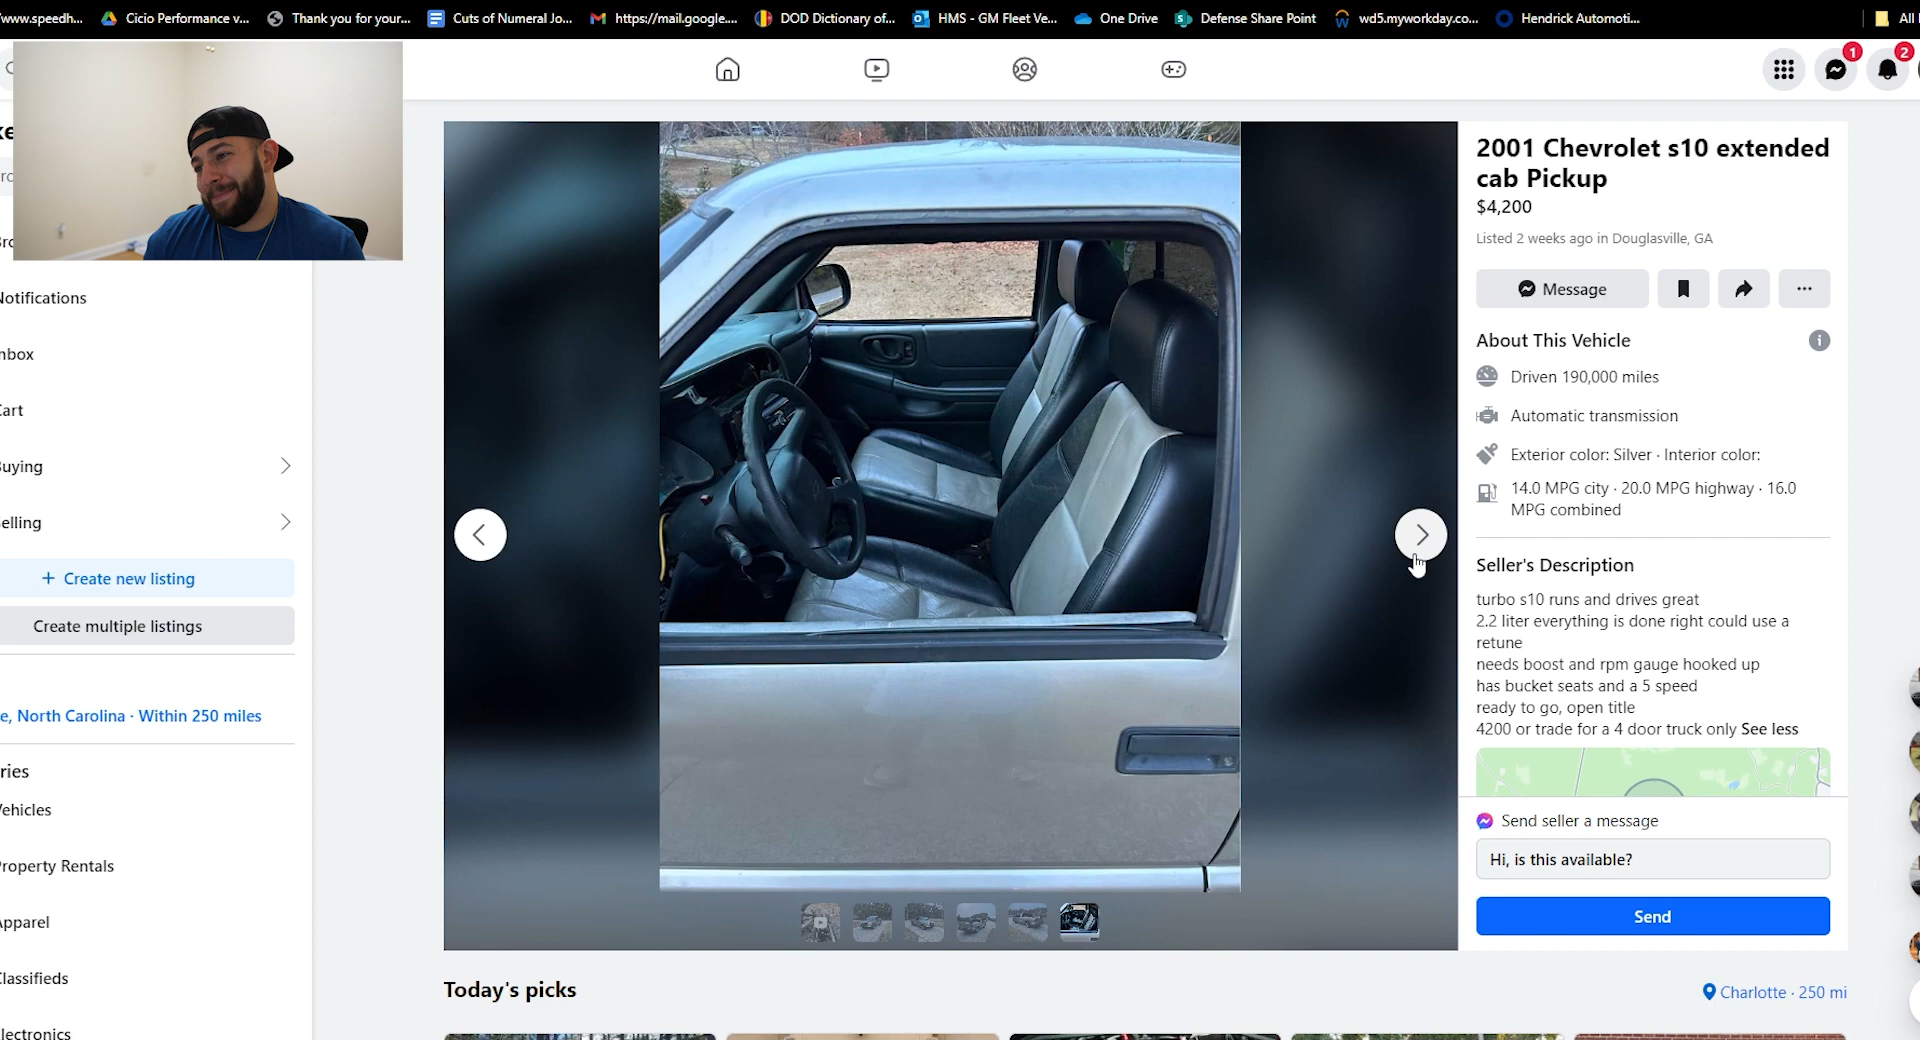 www.speedh...
Cicio Performance v...
Thank you for your...
Cuts of Numeral Jo...
https://mail.google....
DOD Dictionary of...
HMS - GM Fleet Ve...
One Drive
Defense Share Point
wd5.myworkday.co...
Hendrick Automoti...
All
1
2
2001 Chevrolet s10 extended
cab Pickup
$4,200
Listed 2 weeks ago in Douglasville, GA
Message
About This Vehicle
Driven 190,000 miles
Automatic transmission
Exterior color: Silver · Interior color:
14.0 MPG city · 20.0 MPG highway · 16.0
MPG combined
Seller's Description
turbo s10 runs and drives great
2.2 liter everything is done right could use a
retune
needs boost and rpm gauge hooked up
has bucket seats and a 5 speed
ready to go, open title
4200 or trade for a 4 door truck only See less
Send seller a message
Hi, is this available?
Send
Notifications
nbox
Cart
Buying
elling
+ Create new listing
Create multiple listings
e, North Carolina · Within 250 miles
ries
Vehicles
Property Rentals
Apparel
Classifieds
lectronics
Today's picks
Charlotte · 250 mi